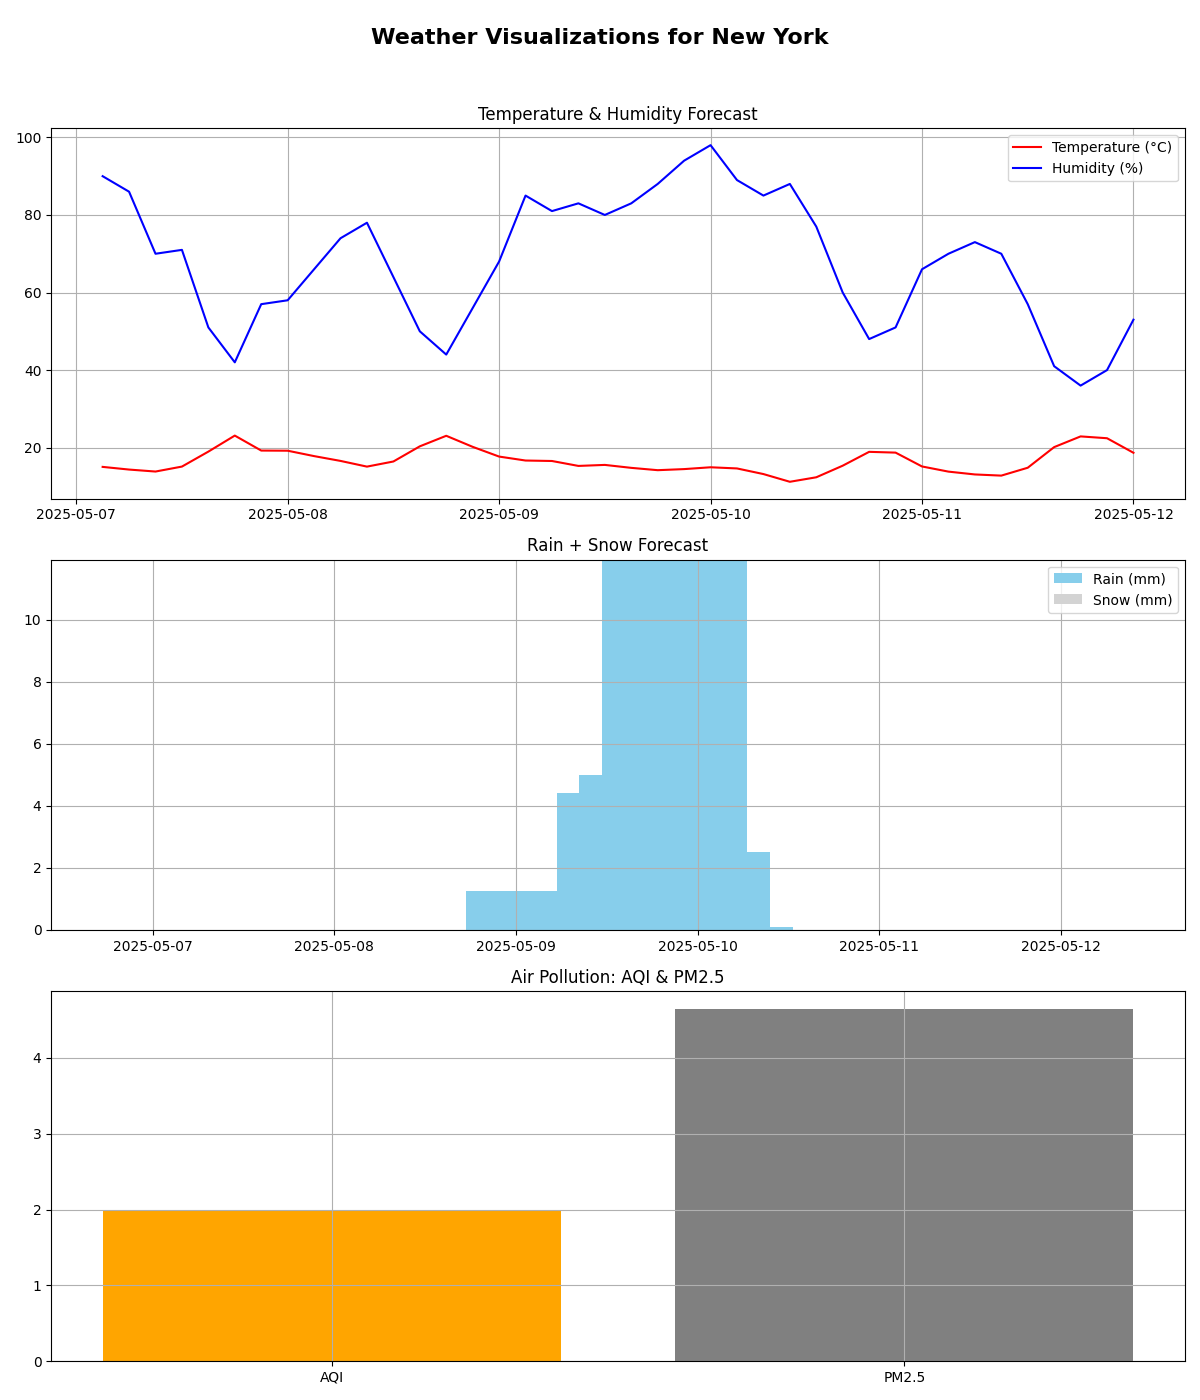 Weather Visualizations for New York
Temperature & Humidity Forecast
100
80
60
40
20
Temperature (°C)
Humidity (%)
2025-05-07 2025-05-08 2025-05-09 2025-05-10 2025-05-11 2025-05-12
Rain + Snow Forecast
10
8
6
4
2
0
Rain (mm)
Snow (mm)
2025-05-07 2025-05-08 2025-05-09 2025-05-10 2025-05-11 2025-05-12
Air Pollution: AQI & PM2.5
4
3
2
1
0
AQI PM2.5